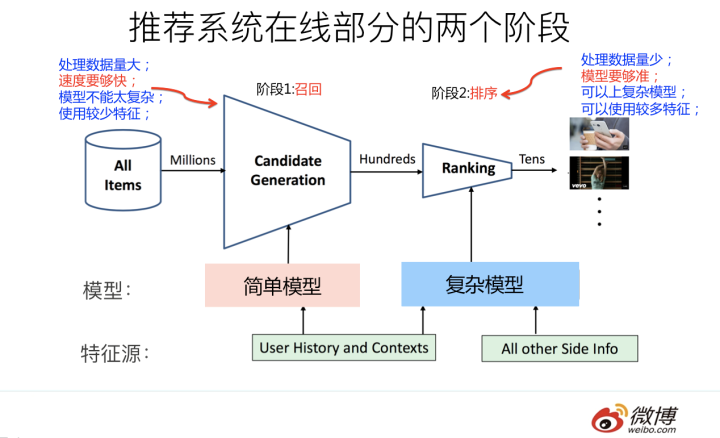 推荐系统在线部分的两个阶段
处理数据量大；
速度要够快；
模型不能太复杂；
使用较少特征；
阶段1:召回
阶段2:排序
处理数据量少；
模型要够准；
可以上复杂模型；
可以使用较多特征；
All
Items
Millions
Candidate
Generation
Hundreds
Ranking
Tens
vevo
模型:
简单模型
复杂模型
特征源:
User History and Contexts
All other Side Info
微博
weibo.com